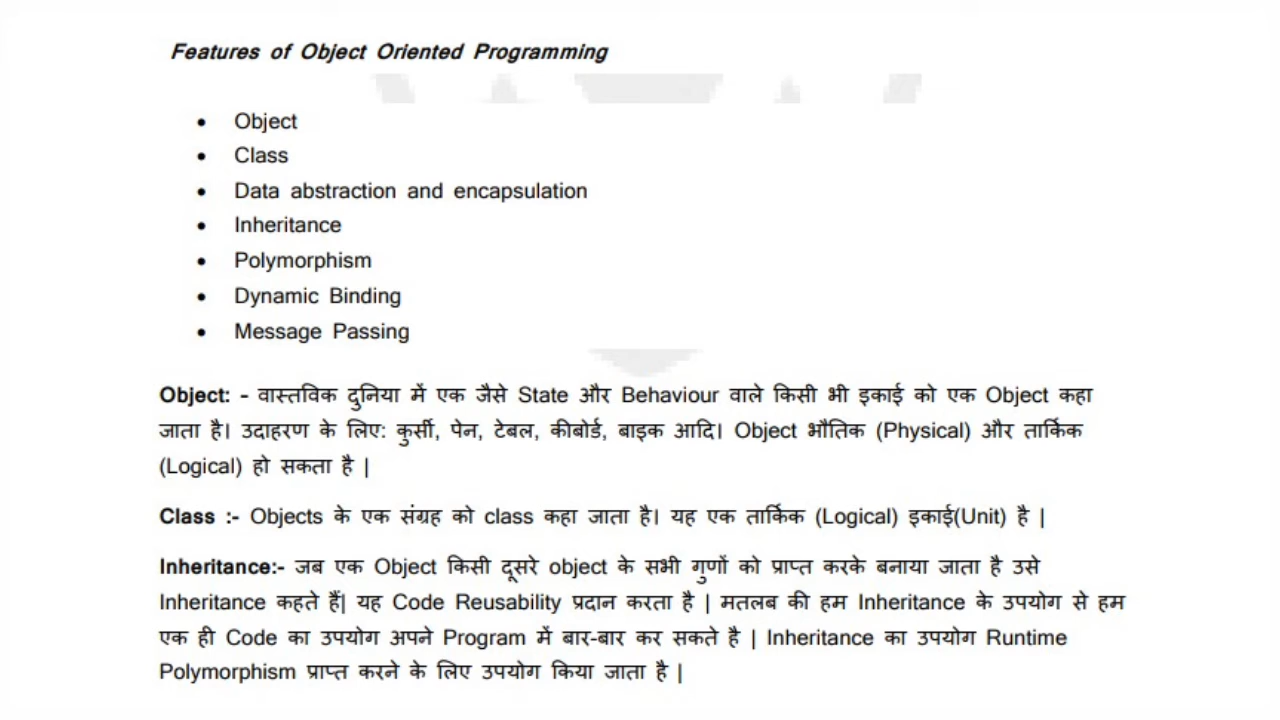 Features of Object Oriented Programming
• Object
• Class
• Data abstraction and encapsulation
• Inheritance
• Polymorphism
• Dynamic Binding
• Message Passing
Object: - वास्तविक दुनिया में एक जैसे State और Behaviour वाले किसी भी इकाई को एक Object कहा
जाता है। उदाहरण के लिए: कुर्सी, पेन, टेबल, कीबोर्ड, बाइक आदि। Object भौतिक (Physical) और तार्किक
(Logical) हो सकता है |
Class :- Objects के एक संग्रह को class कहा जाता है। यह एक तार्किक (Logical) इकाई(Unit) है |
Inheritance:- जब एक Object किसी दूसरे object के सभी गुणों को प्राप्त करके बनाया जाता है उसे
Inheritance कहते हैं| यह Code Reusability प्रदान करता है | मतलब की हम Inheritance के उपयोग से हम
एक ही Code का उपयोग अपने Program में बार-बार कर सकते है | Inheritance का उपयोग Runtime
Polymorphism प्राप्त करने के लिए उपयोग किया जाता है |